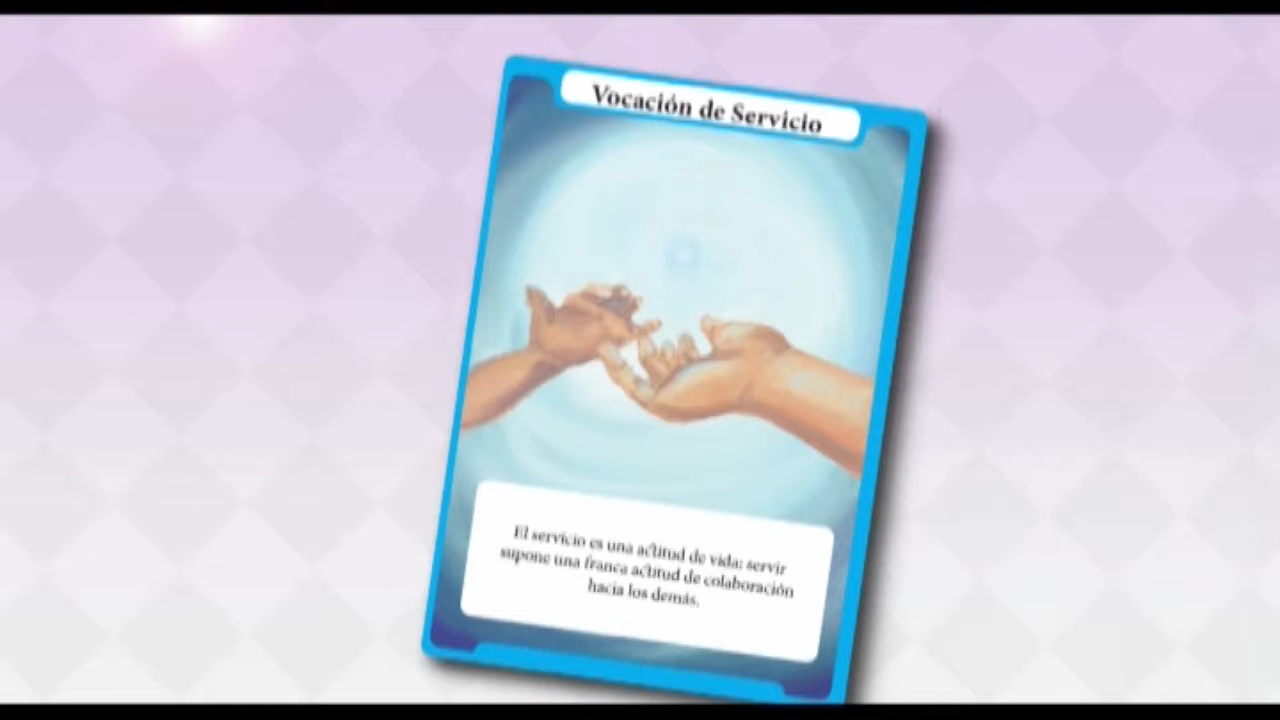 Vocación de Servicio
El servicio es una actitud de vida: servir
supone una franca actitud de colaboración
hacia los demás.